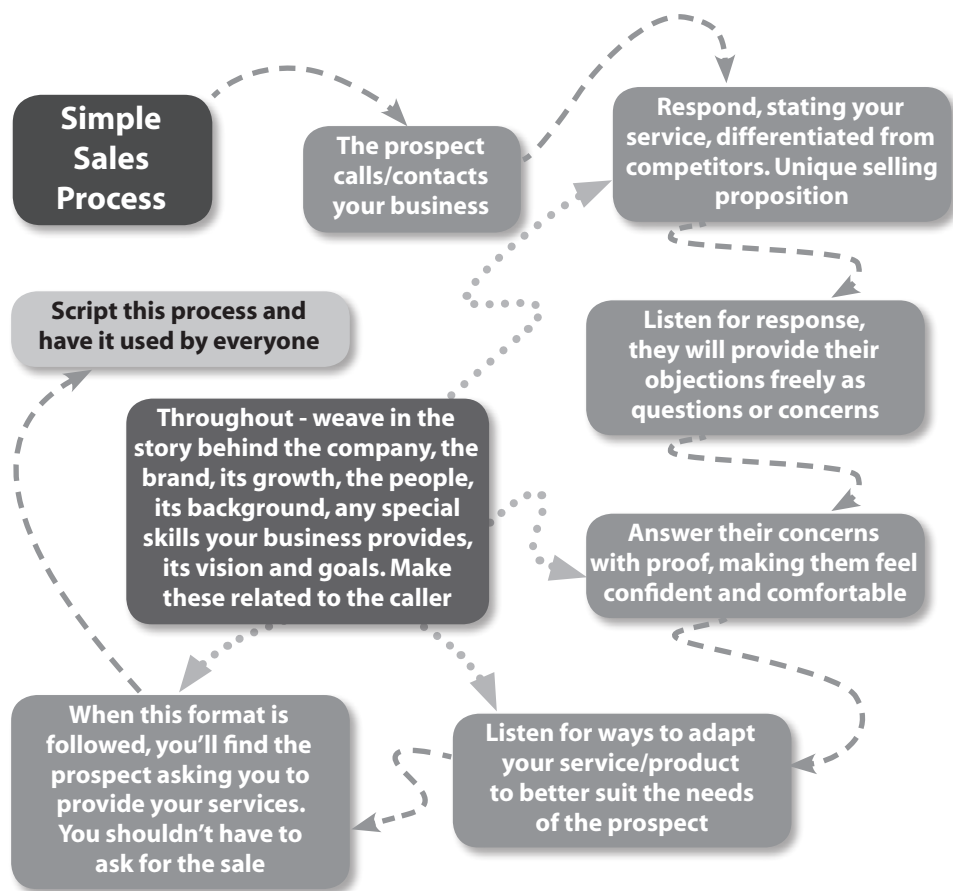 Simple
Sales
Process
The prospect
calls/contacts
your business
Respond, stating your
service, differentiated from
competitors. Unique selling
proposition
Listen for response,
they will provide their
objections freely as
questions or concerns
Answer their concerns
with proof, making them feel
confident and comfortable
Listen for ways to adapt
your service/product
to better suit the needs
of the prospect
When this format is
followed, you’ll find the
prospect asking you to
provide your services.
You shouldn’t have to
ask for the sale
Script this process and
have it used by everyone
Throughout - weave in the
story behind the company, the
brand, its growth, the people,
its background, any special
skills your business provides,
its vision and goals. Make
these related to the caller